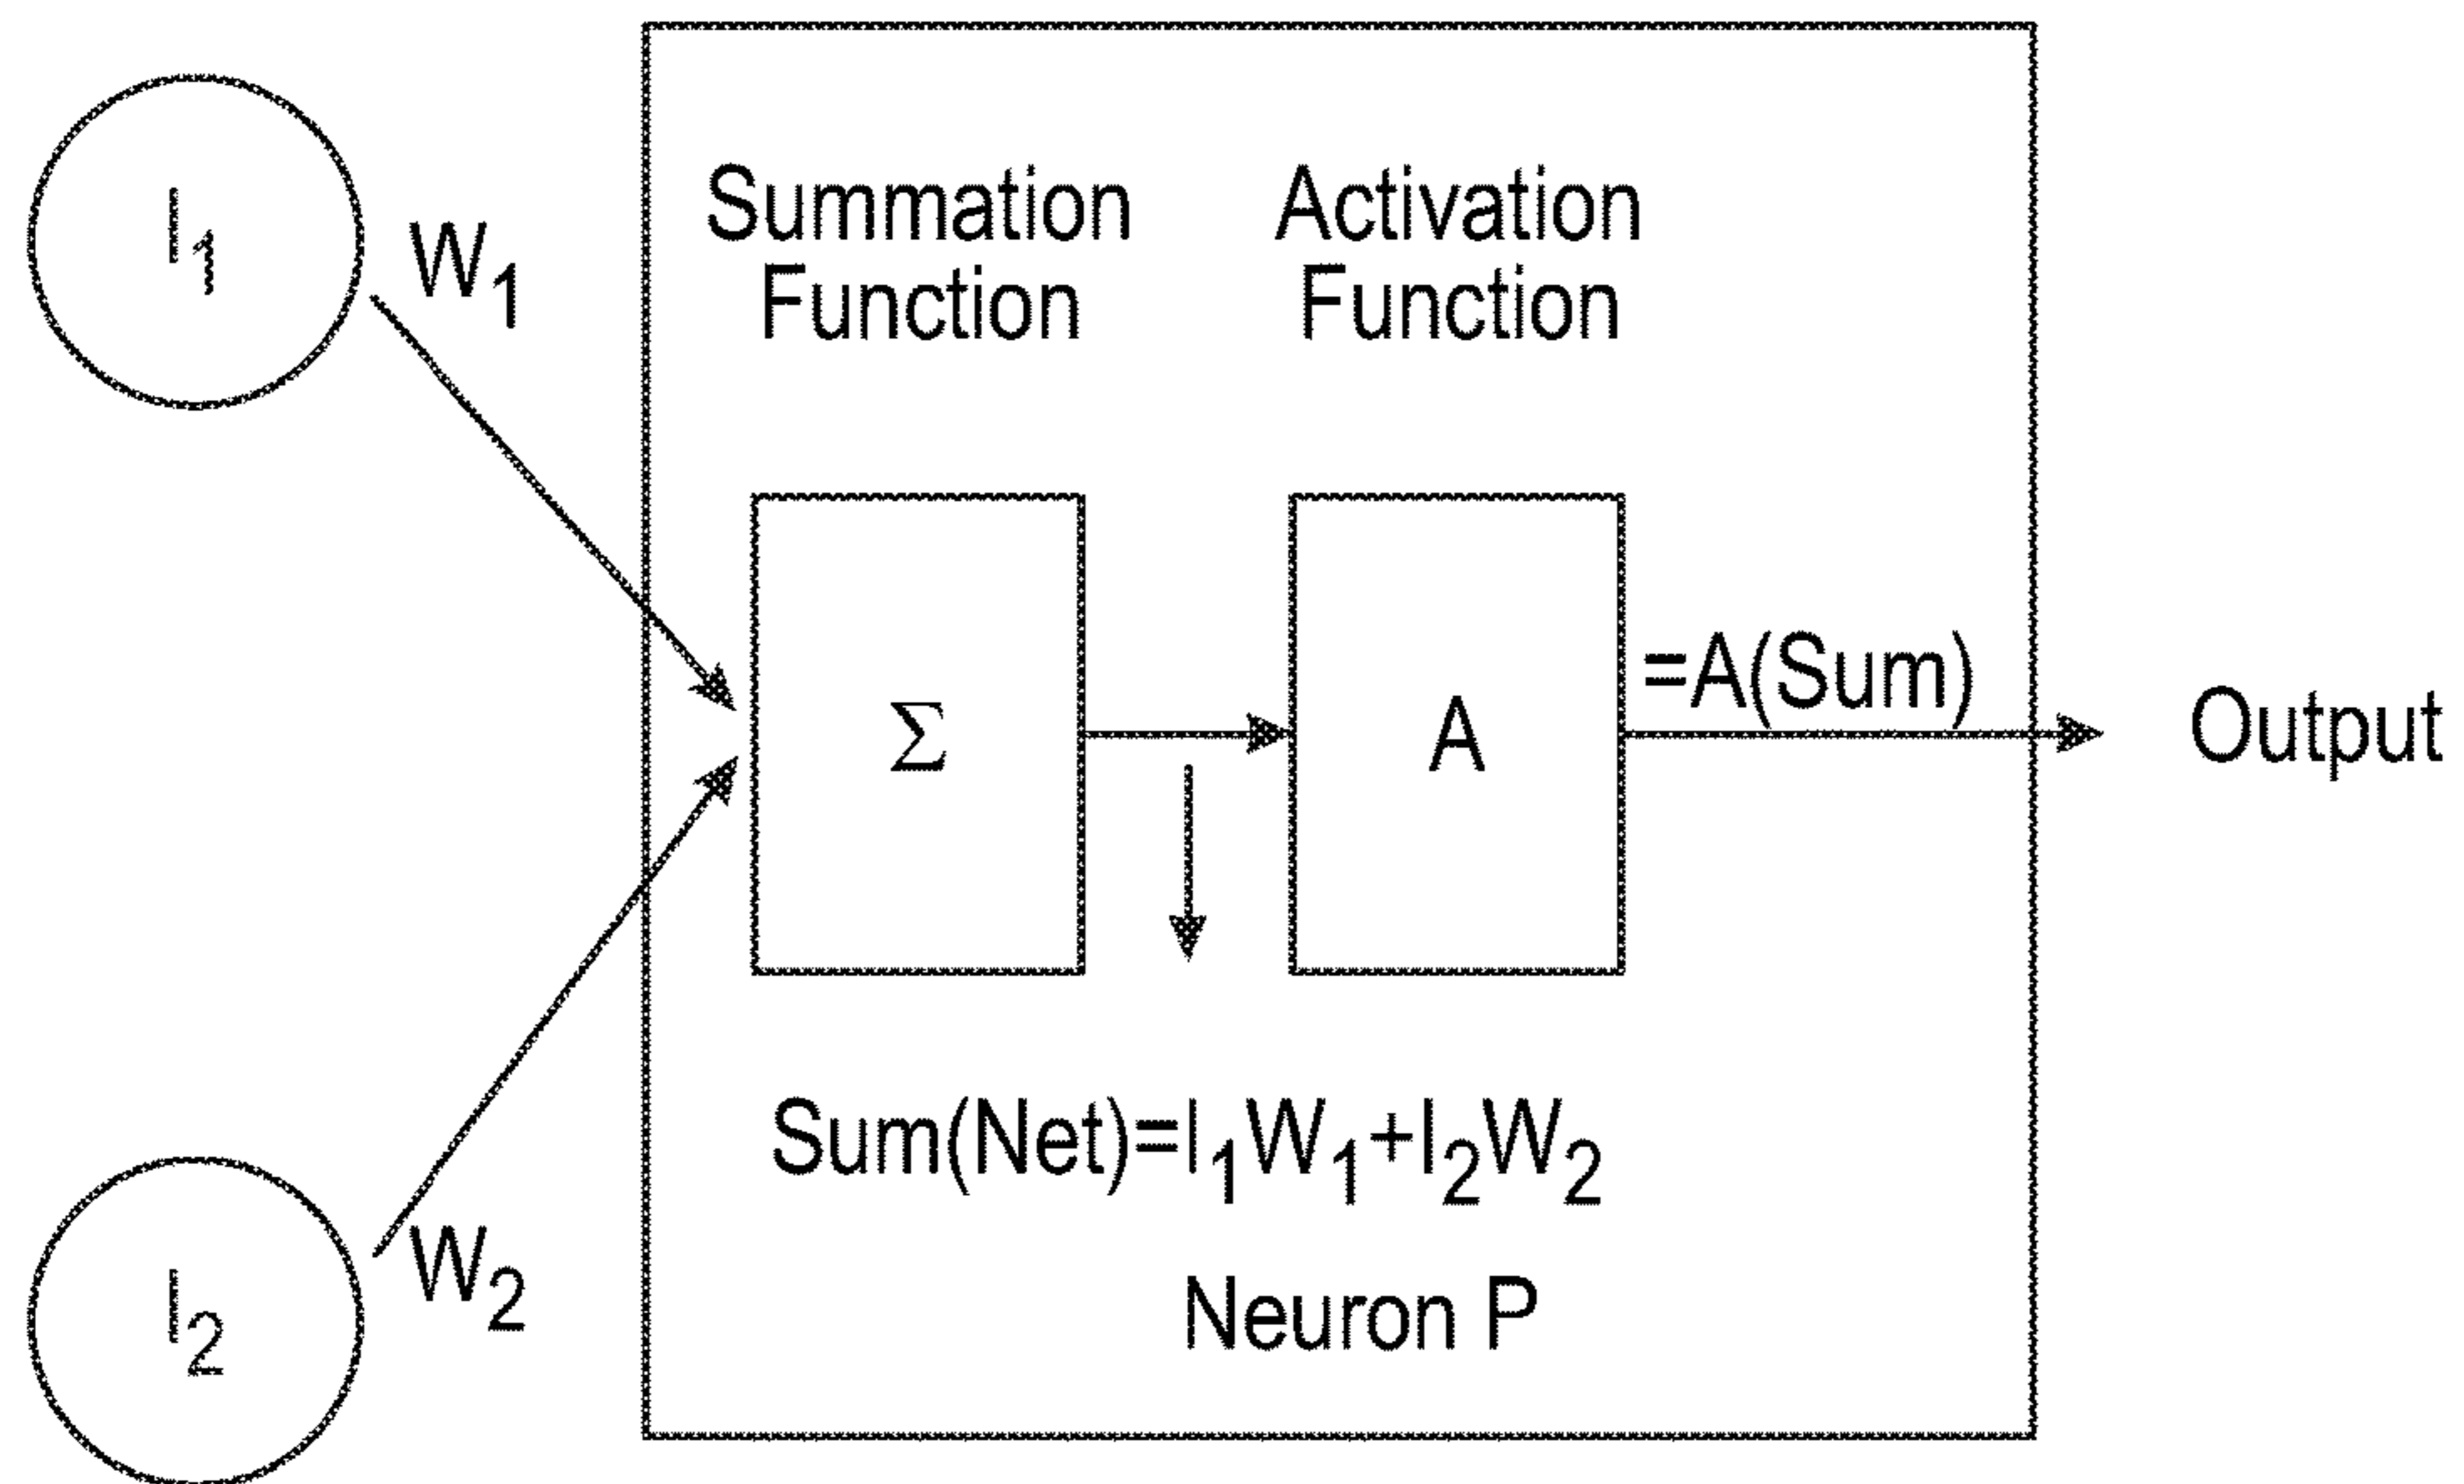 I₁
W₁
Summation
Function
Activation
Function
Σ
A
=A(Sum)
Output
Sum(Net)=I₁W₁+I₂W₂
I₂
W₂
Neuron P